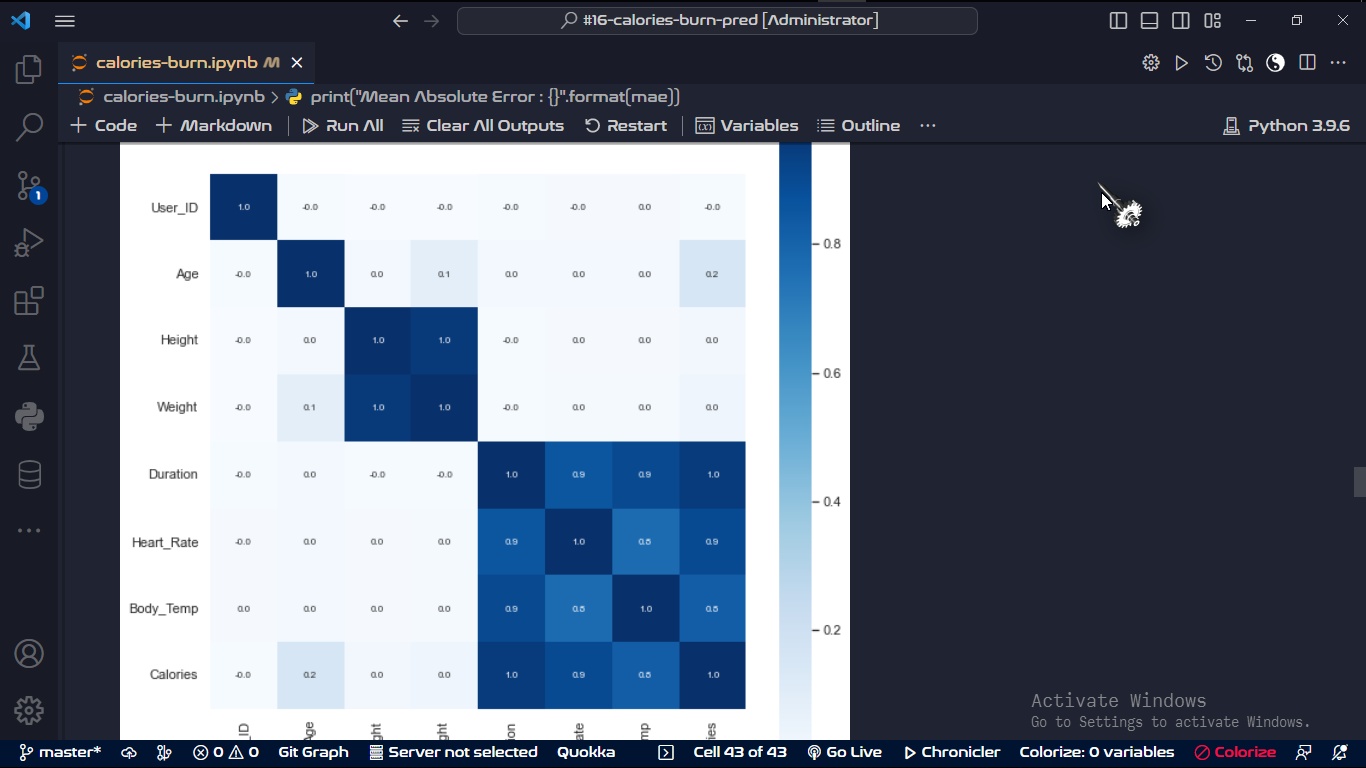 #16-calories-burn-pred [Administrator]
calories-burn.ipynb M
calories-burn.ipynb > print("Mean Absolute Error : {}".format(mae))
+ Code + Markdown Run All Clear All Outputs Restart Variables Outline ... Python 3.9.6
User_ID 1.0 -0.0 -0.0 -0.0 -0.0 -0.0 0.0 -0.0
0.8
Age -0.0 1.0 0.0 0.1 0.0 0.0 0.0 0.2
Height -0.0 0.0 1.0 1.0 -0.0 0.0 0.0 0.0
0.6
Weight -0.0 0.1 1.0 1.0 -0.0 0.0 0.0 0.0
Duration -0.0 0.0 -0.0 -0.0 1.0 0.9 0.9 1.0
0.4
Heart_Rate -0.0 0.0 0.0 0.0 0.9 1.0 0.8 0.9
Body_Temp 0.0 0.0 0.0 0.0 0.9 0.8 1.0 0.8
0.2
Calories -0.0 0.2 0.0 0.0 1.0 0.9 0.8 1.0
_ID Age ght ght ion ate mp ies
Activate Windows
Go to Settings to activate Windows.
1
master* 0 0 Git Graph Server not selected Quokka Cell 43 of 43 Go Live Chronicler Colorize: 0 variables Colorize